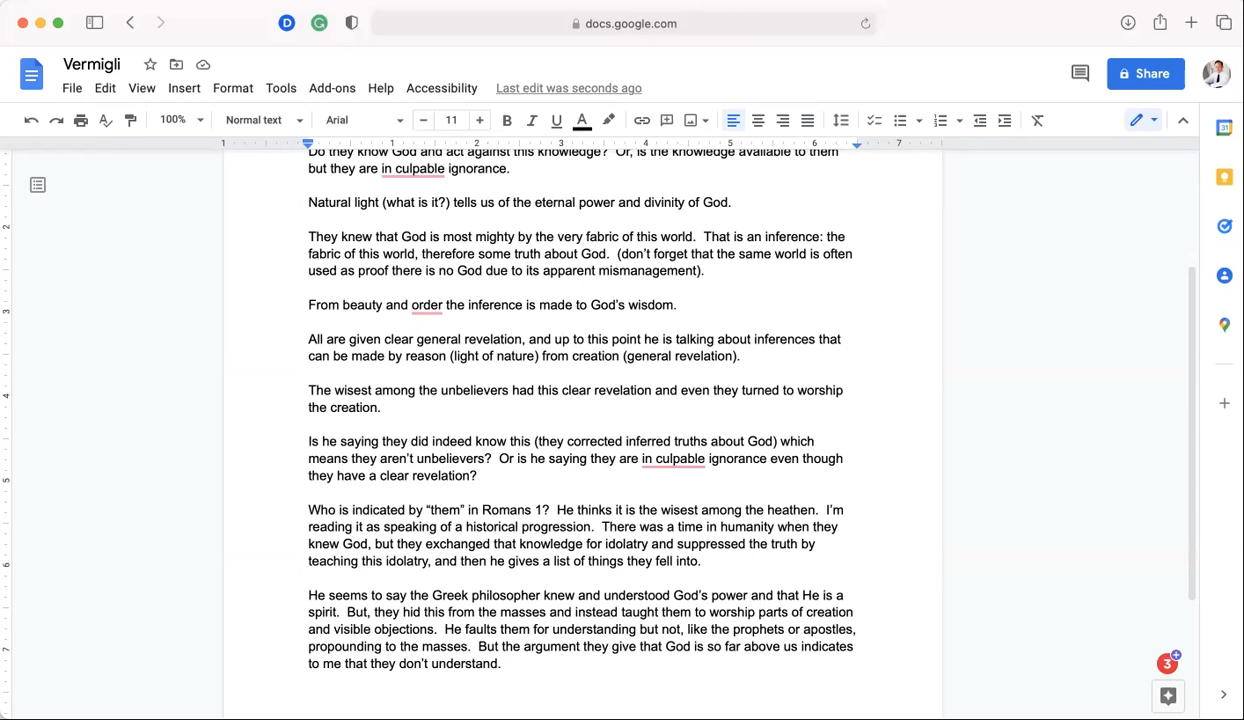 docs.google.com
Vermigli
File Edit View Insert Format Tools Add-ons Help Accessibility Last edit was seconds ago
Share
100% Normal text Arial 11 B I U A
1 1 2 3 4 5 6 7
Do they know God and act against this knowledge? Or, is the knowledge available to them
but they are in culpable ignorance.
Natural light (what is it?) tells us of the eternal power and divinity of God.
They knew that God is most mighty by the very fabric of this world. That is an inference: the
fabric of this world, therefore some truth about God. (don’t forget that the same world is often
used as proof there is no God due to its apparent mismanagement).
From beauty and order the inference is made to God’s wisdom.
All are given clear general revelation, and up to this point he is talking about inferences that
can be made by reason (light of nature) from creation (general revelation).
The wisest among the unbelievers had this clear revelation and even they turned to worship
the creation.
Is he saying they did indeed know this (they corrected inferred truths about God) which
means they aren’t unbelievers? Or is he saying they are in culpable ignorance even though
they have a clear revelation?
Who is indicated by “them” in Romans 1? He thinks it is the wisest among the heathen. I’m
reading it as speaking of a historical progression. There was a time in humanity when they
knew God, but they exchanged that knowledge for idolatry and suppressed the truth by
teaching this idolatry, and then he gives a list of things they fell into.
He seems to say the Greek philosopher knew and understood God’s power and that He is a
spirit. But, they hid this from the masses and instead taught them to worship parts of creation
and visible objections. He faults them for understanding but not, like the prophets or apostles,
propounding to the masses. But the argument they give that God is so far above us indicates
to me that they don’t understand.
2
3
4
5
6
7
31
3